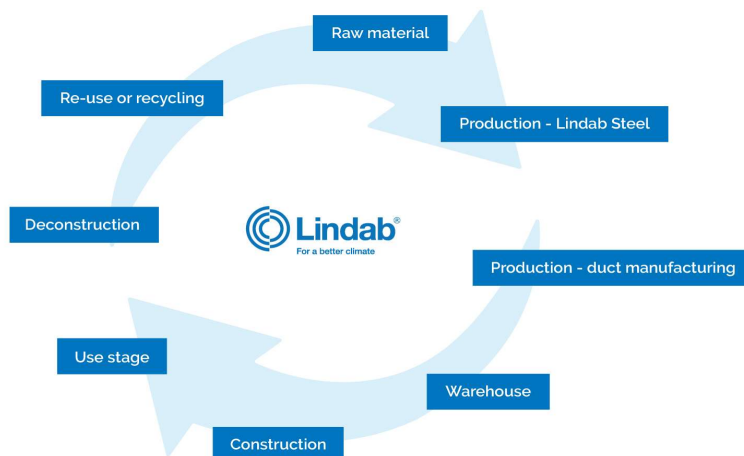 Raw material
Re-use or recycling
Production - Lindab Steel
Deconstruction
Lindab®
For a better climate
Production - duct manufacturing
Use stage
Warehouse
Construction